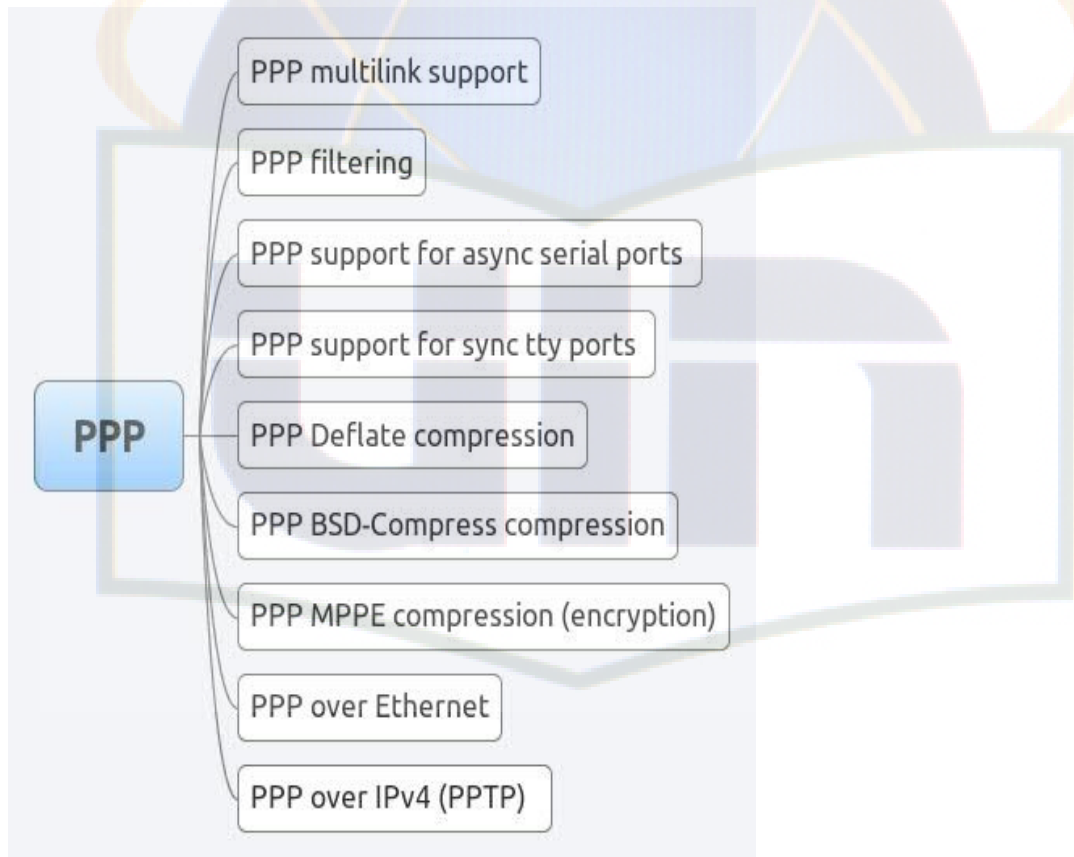 PPP multilink support
PPP filtering
PPP support for async serial ports
PPP support for sync tty ports
PPP
PPP Deflate compression
PPP BSD-Compress compression
PPP MPPE compression (encryption)
PPP over Ethernet
PPP over IPv4 (PPTP)
uin